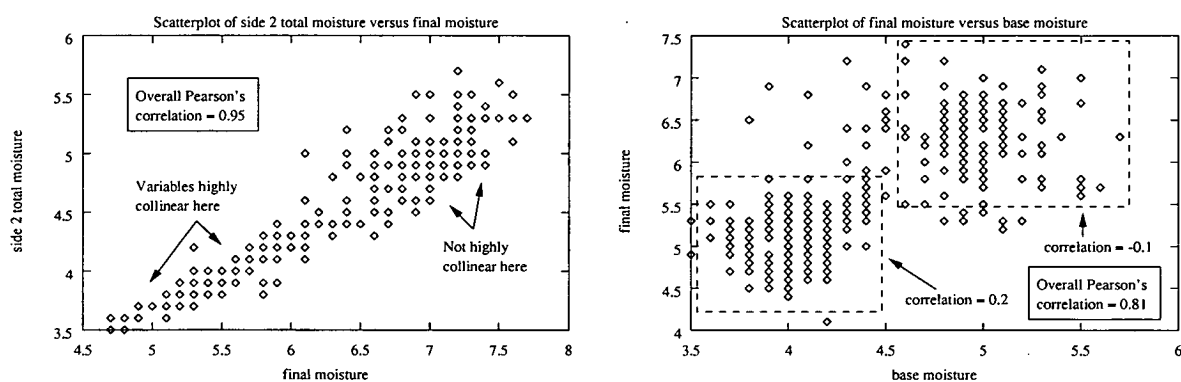 Scatterplot of side 2 total moisture versus final moisture
6
5.5
5
4.5
4
3.5
side 2 total moisture
Overall Pearson's
correlation = 0.95
Variables highly
collinear here
Not highly
collinear here
4.5 5 5.5 6 6.5 7 7.5 8
final moisture
Scatterplot of final moisture versus base moisture
7.5
7
6.5
6
5.5
5
4.5
4
final moisture
correlation = -0.1
correlation = 0.2
Overall Pearson's
correlation = 0.81
3.5 4 4.5 5 5.5 6
base moisture